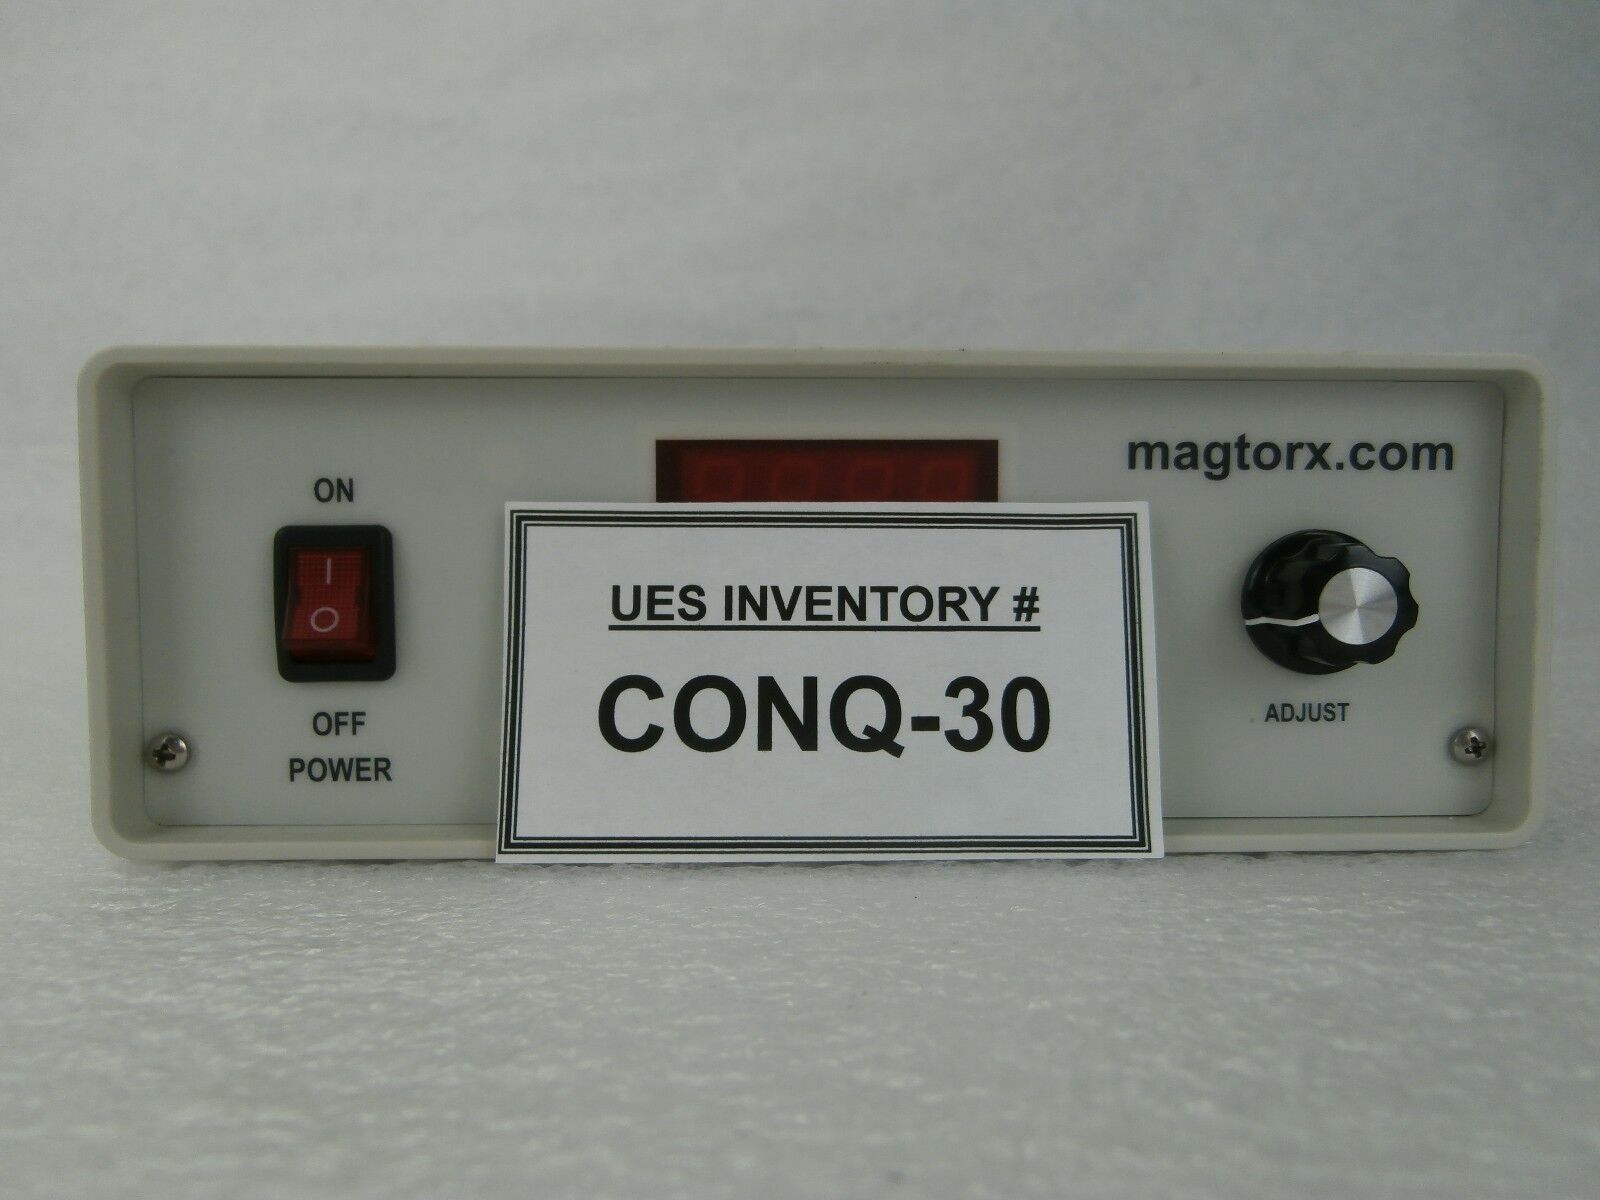 magtorx.com
ON
I
O
OFF
POWER
UES INVENTORY #
CONQ-30
ADJUST